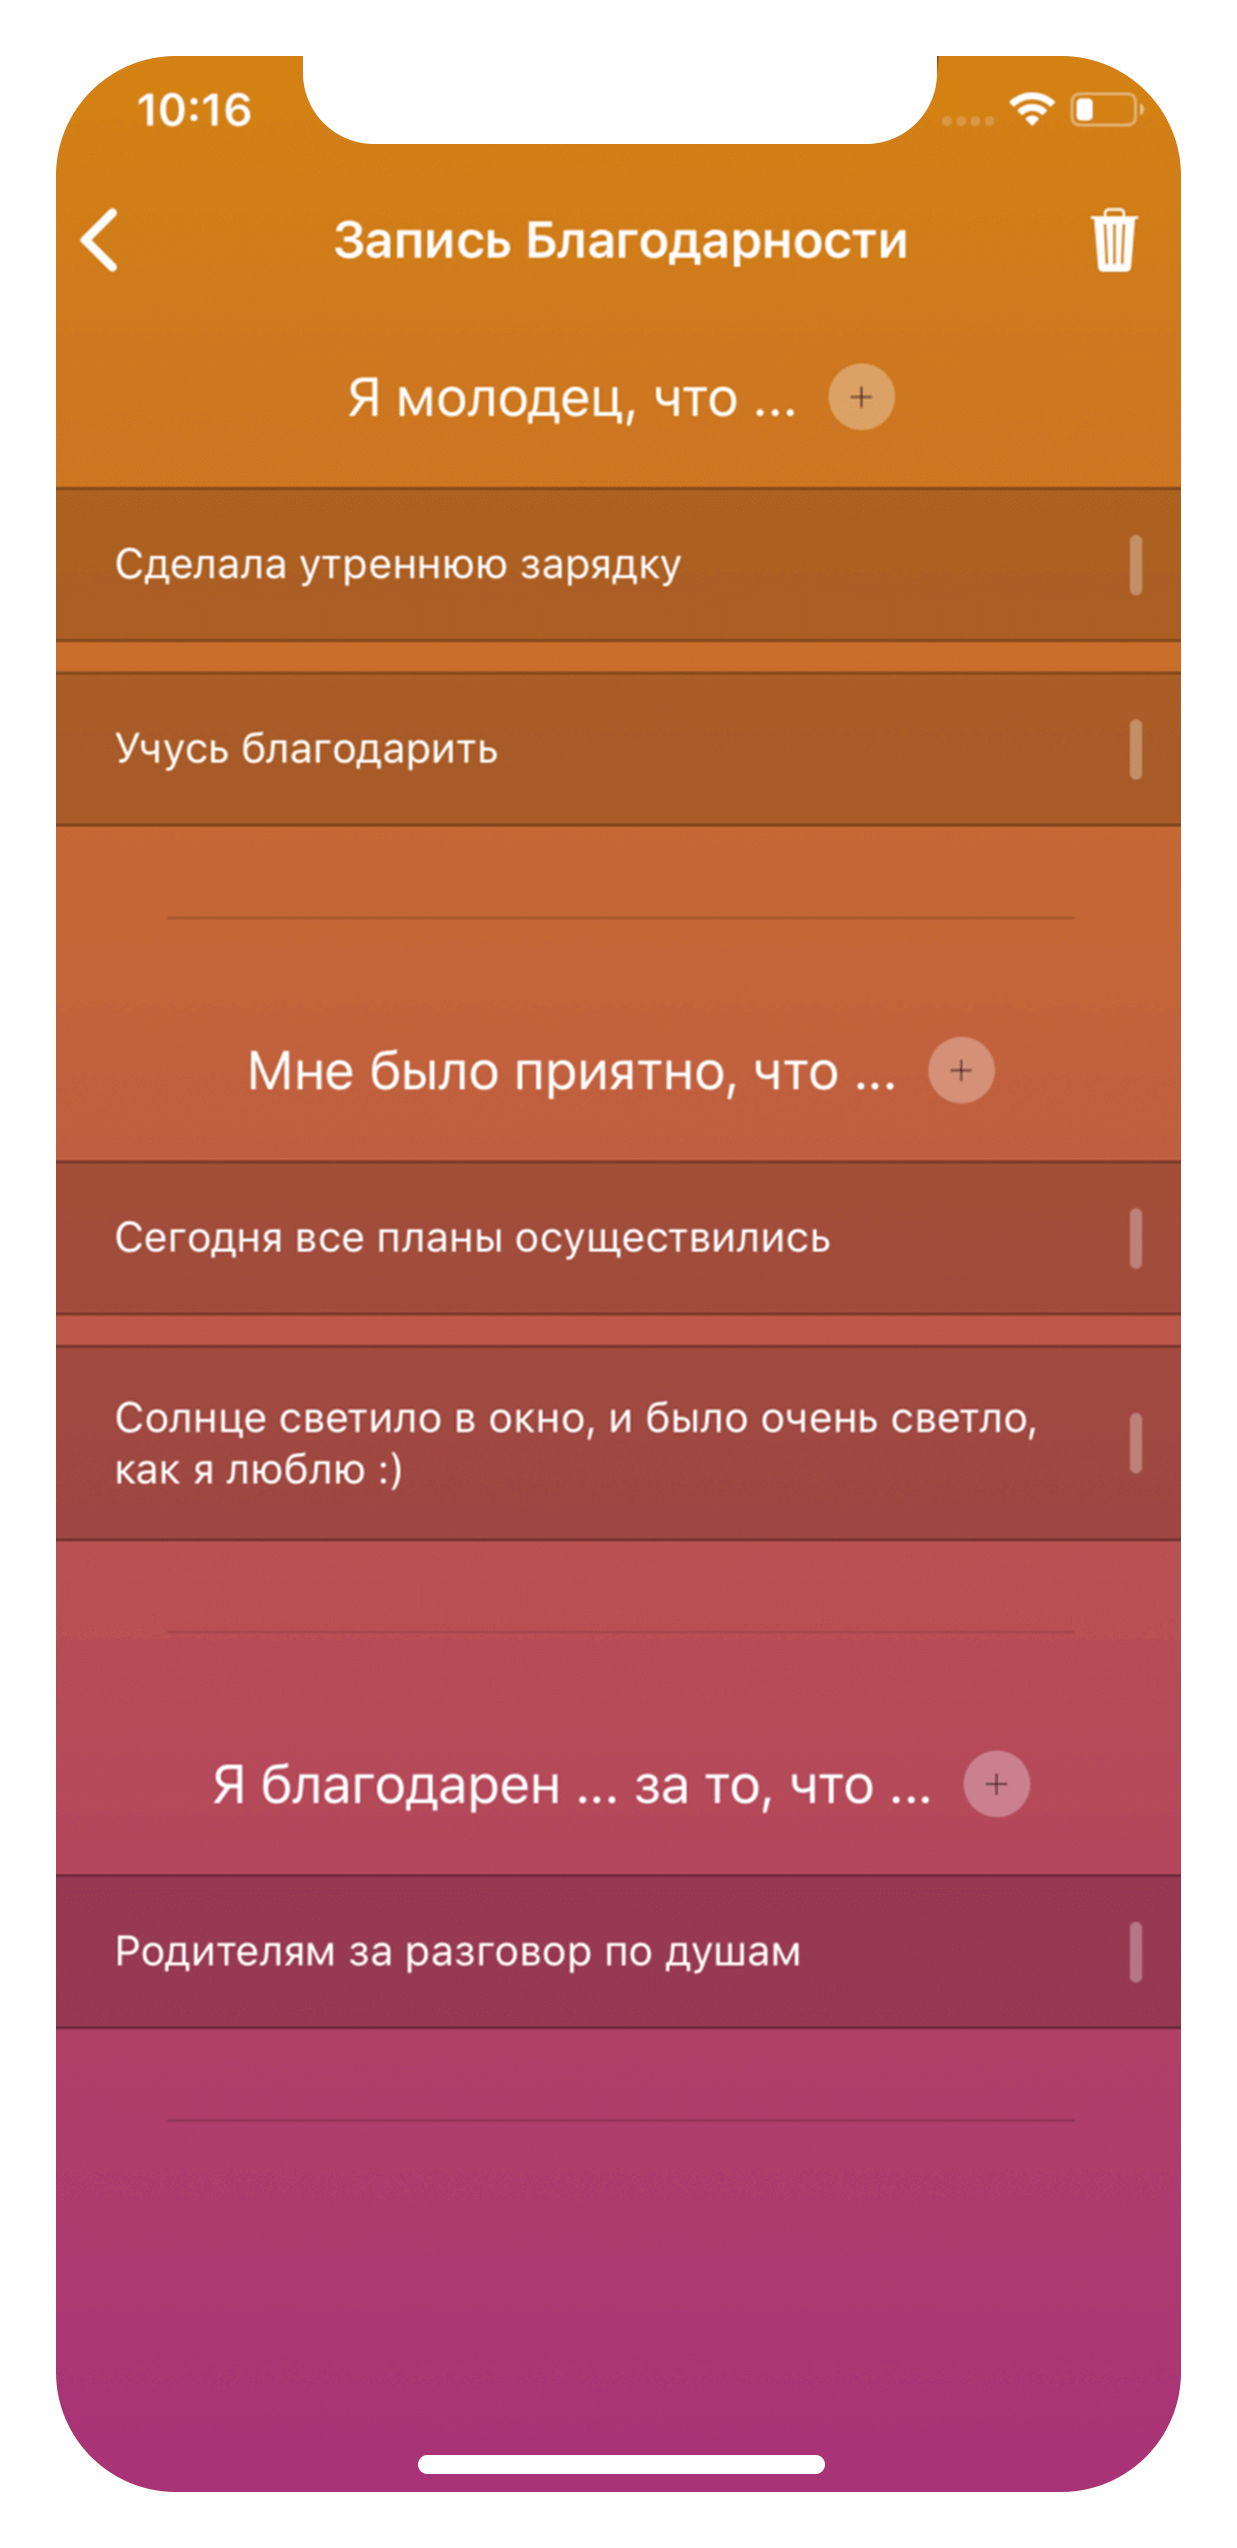 10:16
Запись Благодарности
Я молодец, что ...
Сделала утреннюю зарядку
Учусь благодарить
Мне было приятно, что ...
Сегодня все планы осуществились
Солнце светило в окно, и было очень светло,
как я люблю :)
Я благодарен ... за то, что ...
Родителям за разговор по душам